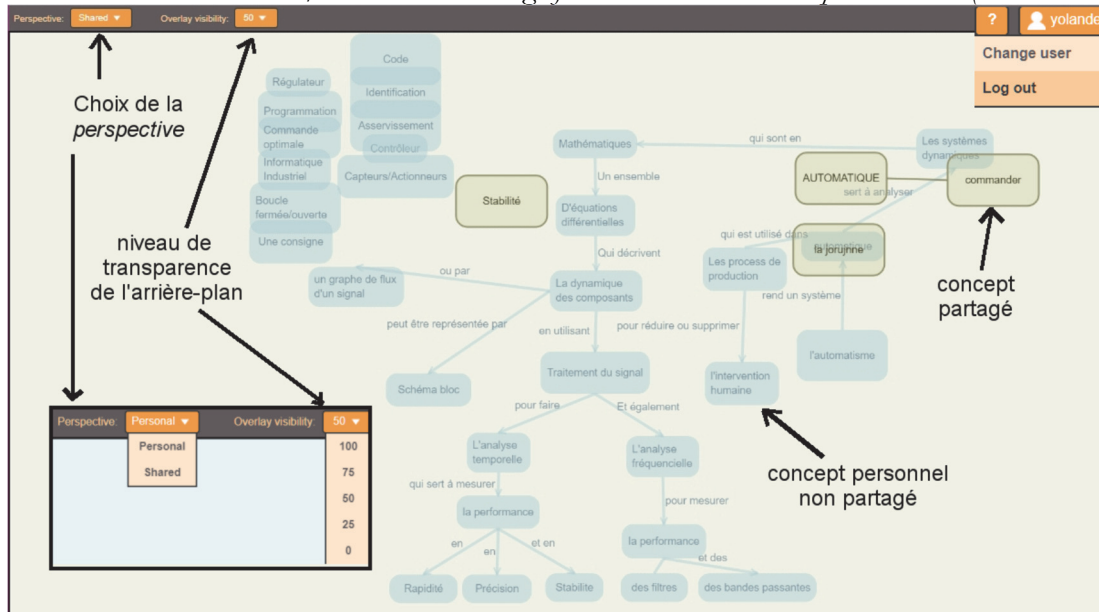 Perspective: Shared ▼ Overlay visibility: 50 ▼ ? yolande
Change user
Log out
Choix de la
perspective
niveau de
transparence
de l'arrière-plan
Code
Régulateur
Identification
Programmation
Asservissement
Commande
optimale
Contrôleur
Informatique
Industriel
Capteurs/Actionneurs
Boucle
fermée/ouverte
Une consigne
Stabilité
Mathématiques
qui sont en
Les systèmes
dynamiques
AUTOMATIQUE
commander
sert à analyser
Un ensemble
D'équations
différentielles
qui est utilisé dans
automatique
la jorujnne
Qui décrivent
Les process de
production
concept
partagé
un graphe de flux
d'un signal
ou par
La dynamique
des composants
rend un système
peut être représentée par
en utilisant
pour réduire ou supprimer
l'automatisme
Schéma bloc
Traitement du signal
l'intervention
humaine
pour faire
Et également
Perspective: Personal ▼ Overlay visibility: 50 ▼
Personal
Shared
100
75
50
25
0
L'analyse
temporelle
L'analyse
fréquencielle
concept personnel
non partagé
qui sert à mesurer
pour mesurer
la performance
la performance
en
en
et en
et des
Rapidité
Précision
Stabilite
des filtres
des bandes passantes